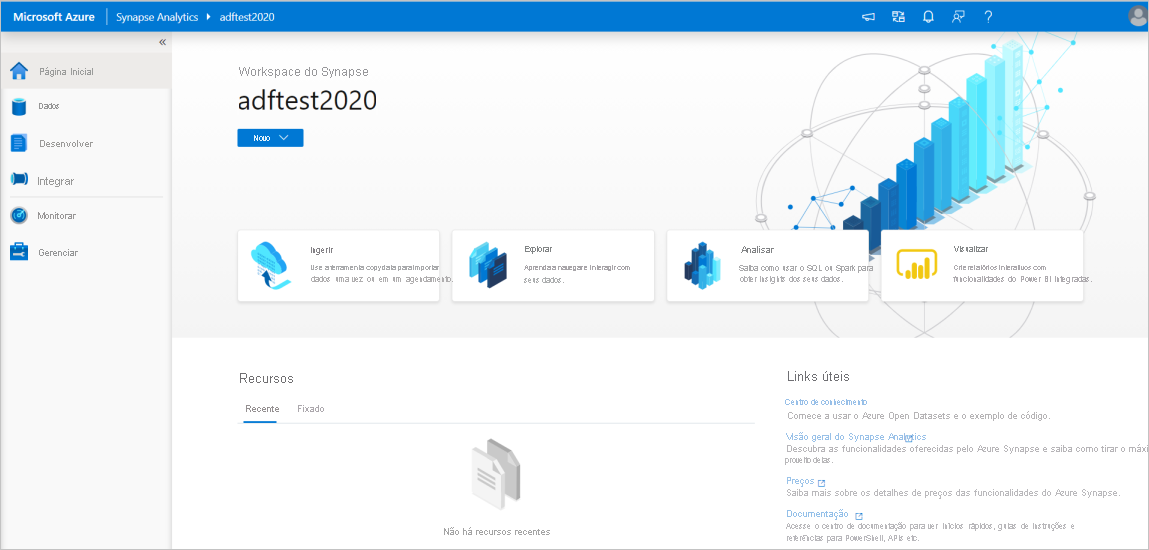 Microsoft Azure
Synapse Analytics
adftest2020
?
«
Página Inicial
Dados
Desenvolver
Integrar
Monitorar
Gerenciar
Workspace do Synapse
adftest2020
Novo
Ingerir
Use a ferramenta copy data para importar
dados uma vez ou em um agendamento.
Explorar
Aprenda a navegar e interagir com
seus dados.
Analisar
Saiba como usar o SQL ou Spark para
obter insights dos seus dados.
Visualizar
Crie relatórios interativos com
funcionalidades do Power BI integradas.
Recursos
Recente
Fixado
Não há recursos recentes
Links úteis
Centro de conhecimento
Comece a usar o Azure Open Datasets e o exemplo de código.
Visão geral do Synapse Analytics
Descubra as funcionalidades oferecidas pelo Azure Synapse e saiba como tirar o máxi
proveito delas.
Preços
Saiba mais sobre os detalhes de preços das funcionalidades do Azure Synapse.
Documentação
Acesse o centro de documentação para ver inícios rápidos, guias de instruções e
referências para PowerShell, APIs etc.